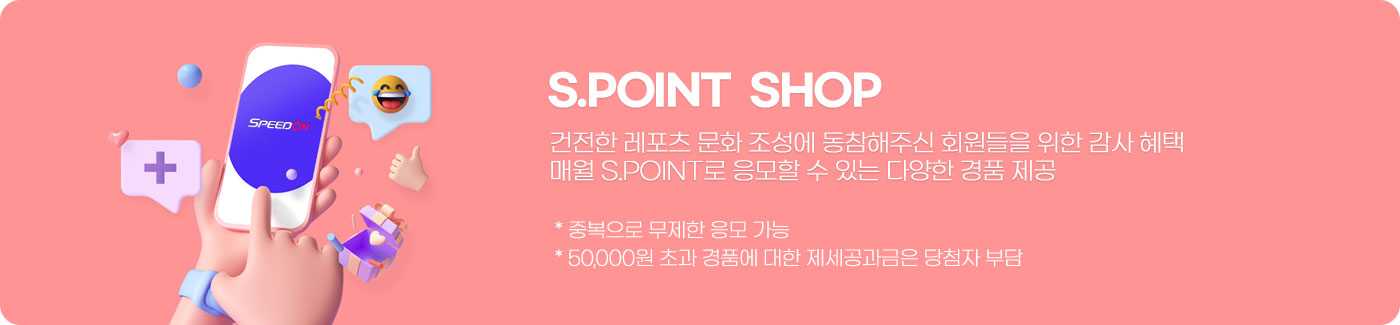 SPEEDON
S.POINT SHOP
건전한 레포츠 문화 조성에 동참해주신 회원들을 위한 감사 혜택
매월 S.POINT로 응모할 수 있는 다양한 경품 제공
* 중복으로 무제한 응모 가능
* 50,000원 초과 경품에 대한 제세공과금은 당첨자 부담